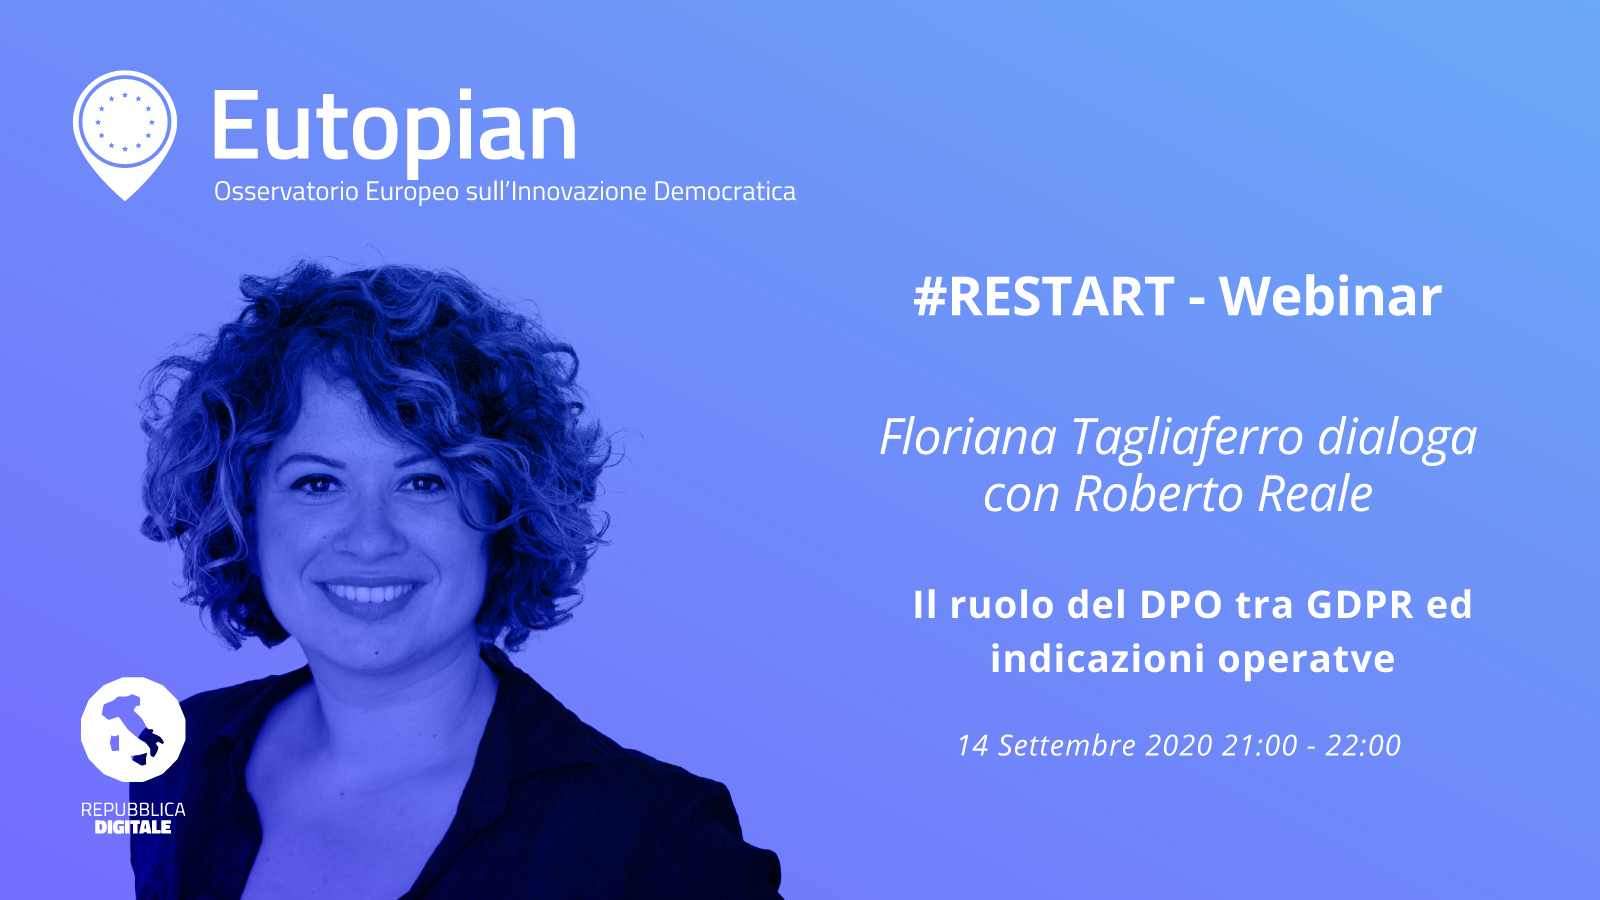 Eutopian
Osservatorio Europeo sull'Innovazione Democratica
#RESTART - Webinar
Floriana Tagliaferro dialoga
con Roberto Reale
Il ruolo del DPO tra GDPR ed
indicazioni operatve
14 Settembre 2020 21:00 - 22:00
REPUBBLICA
DIGITALE